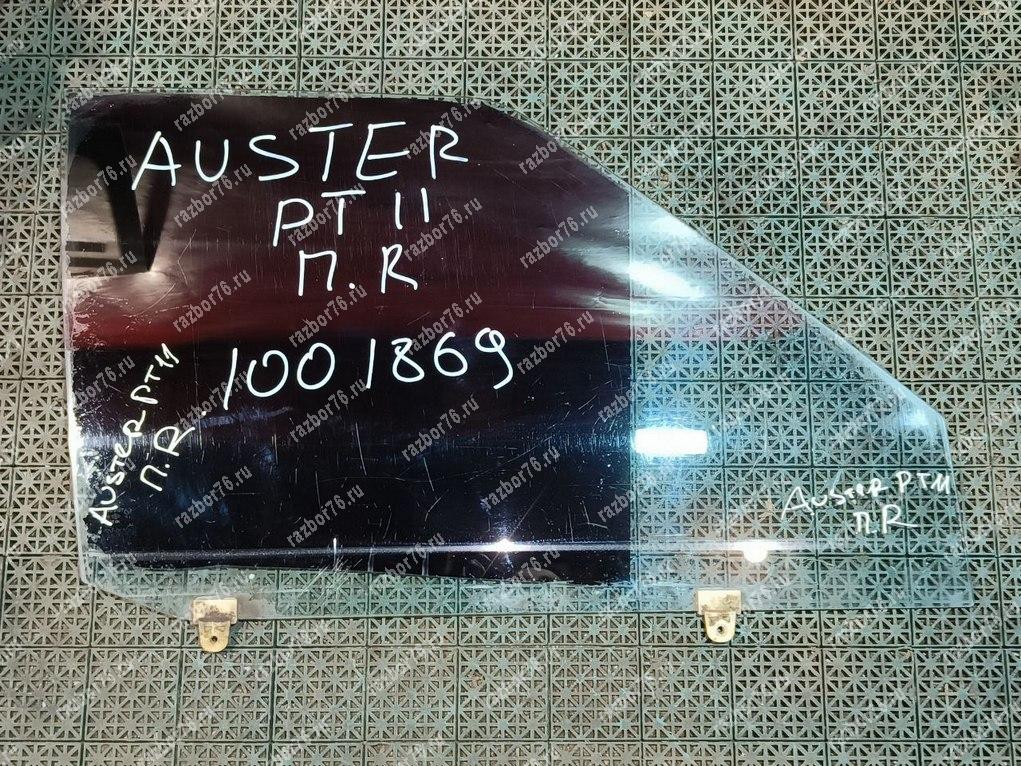 AUSTER
PT 11
П.R
1001869
AUSTER PT11
П.R.
AUSTER PT11
П.R
razbor76.ru